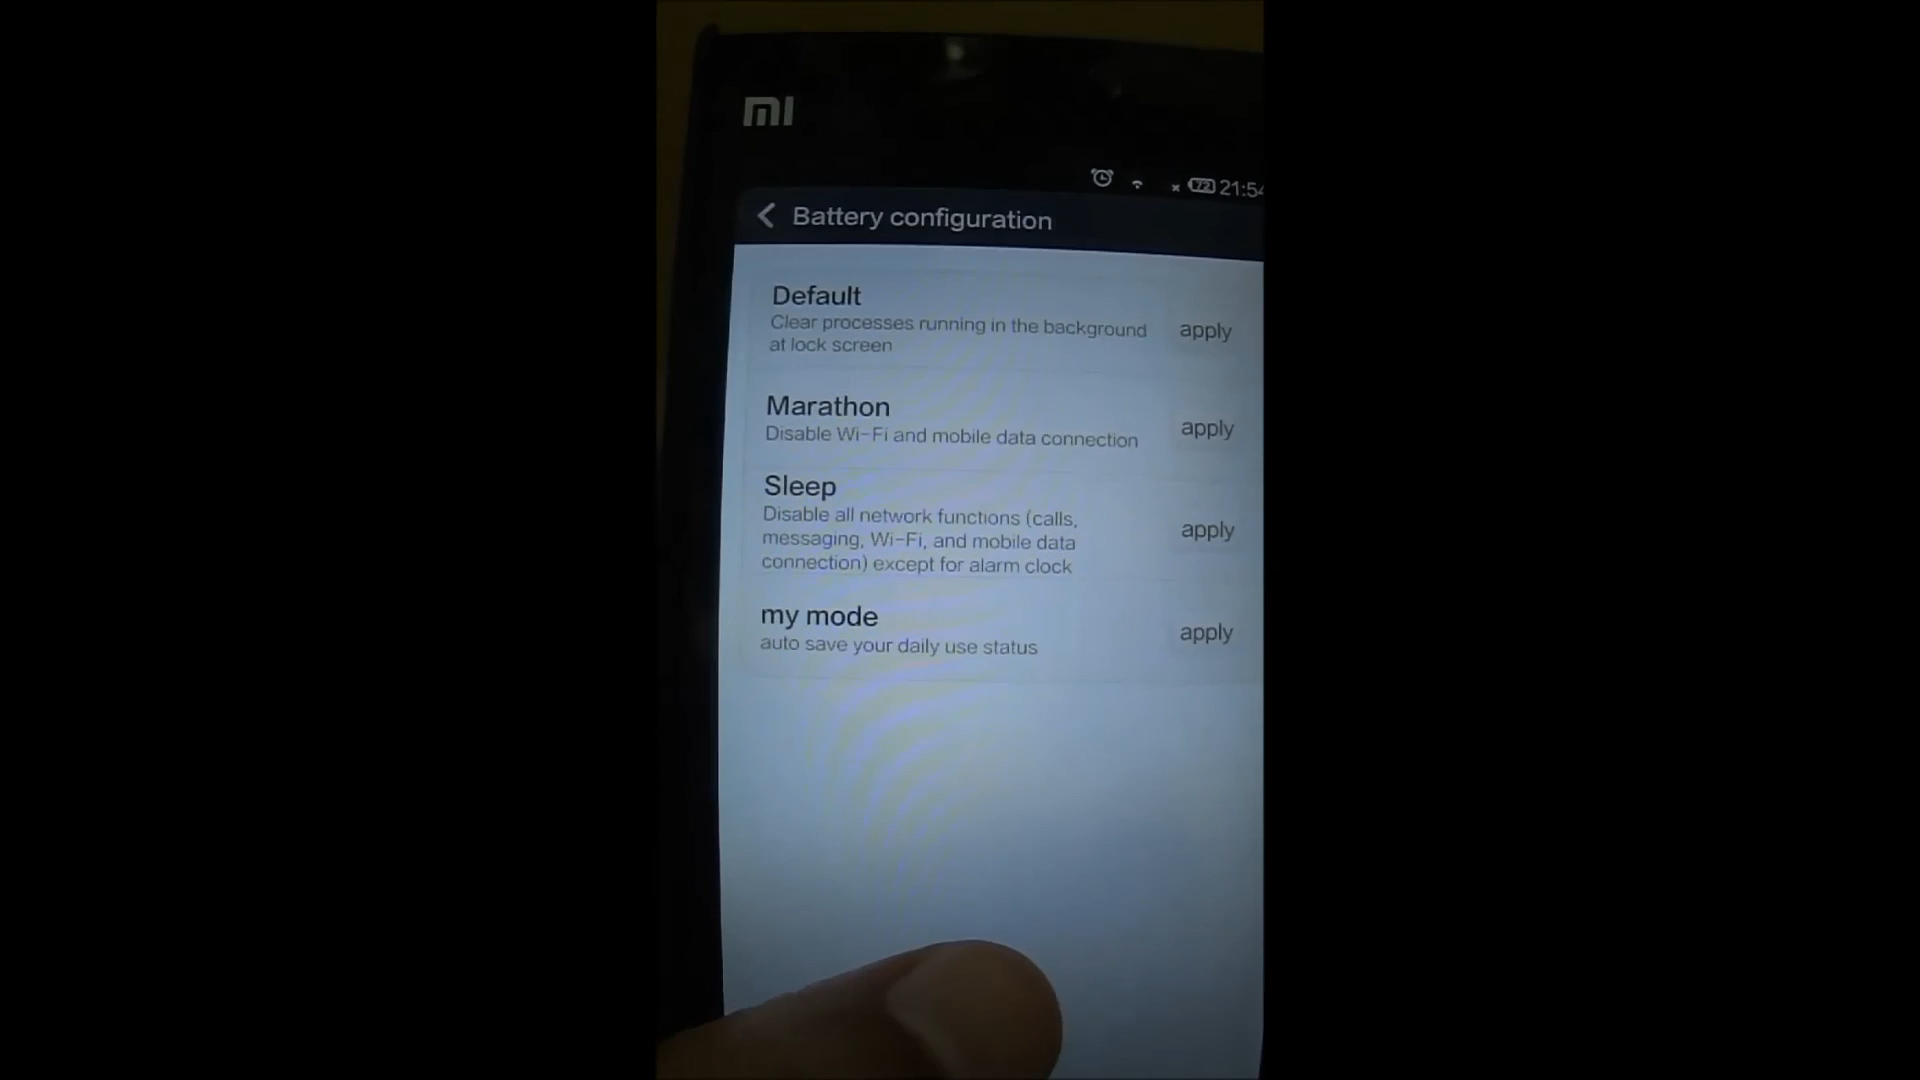 mi
72 21:54
Battery configuration
Default
Clear processes running in the background
at lock screen
apply
Marathon
Disable Wi-Fi and mobile data connection
apply
Sleep
Disable all network functions (calls,
messaging, Wi-Fi, and mobile data
connection) except for alarm clock
apply
my mode
auto save your daily use status
apply